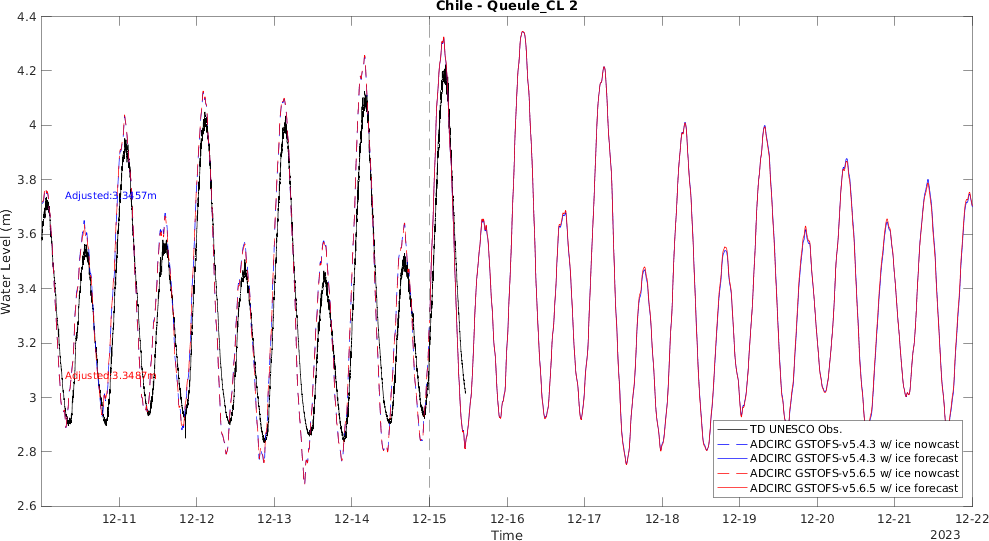 Chile - Queule_CL 2
4.4
4.2
4
3.8
3.6
3.4
3.2
3
2.8
2.6
Water Level (m)
Adjusted:3.3457m
Adjusted:3.3487m
TD UNESCO Obs.
ADCIRC GSTOFS-v5.4.3 w/ ice nowcast
ADCIRC GSTOFS-v5.4.3 w/ ice forecast
ADCIRC GSTOFS-v5.6.5 w/ ice nowcast
ADCIRC GSTOFS-v5.6.5 w/ ice forecast
12-11 12-12 12-13 12-14 12-15 12-16 12-17 12-18 12-19 12-20 12-21 12-22
Time
2023